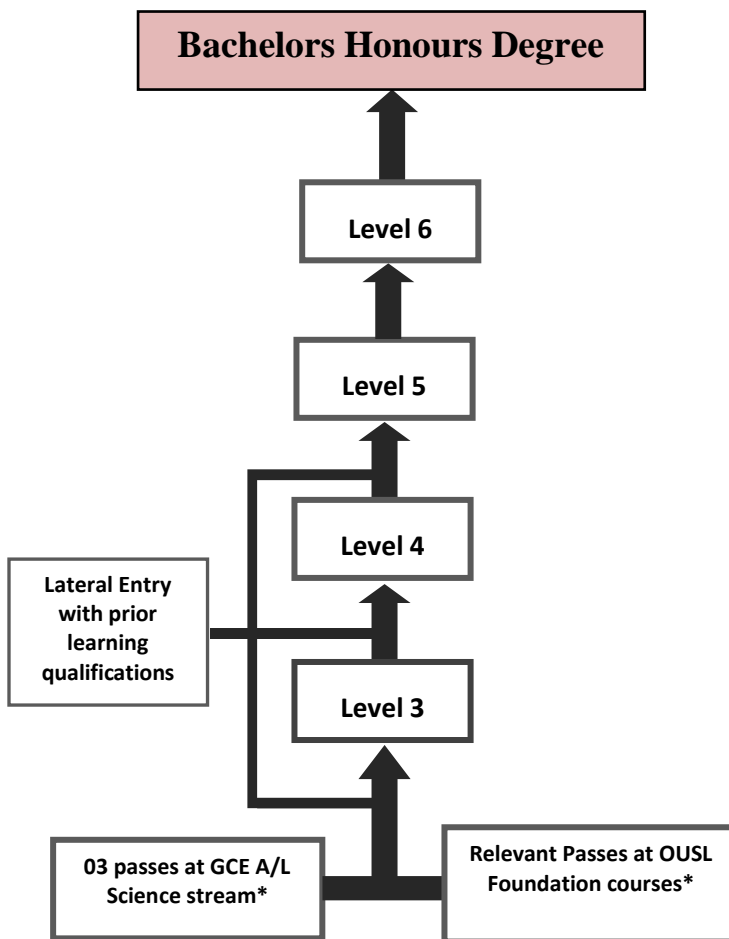 Bachelors Honours Degree
Level 6
Level 5
Level 4
Lateral Entry
with prior
learning
qualifications
Level 3
03 passes at GCE A/L
Science stream*
Relevant Passes at OUSL
Foundation courses*